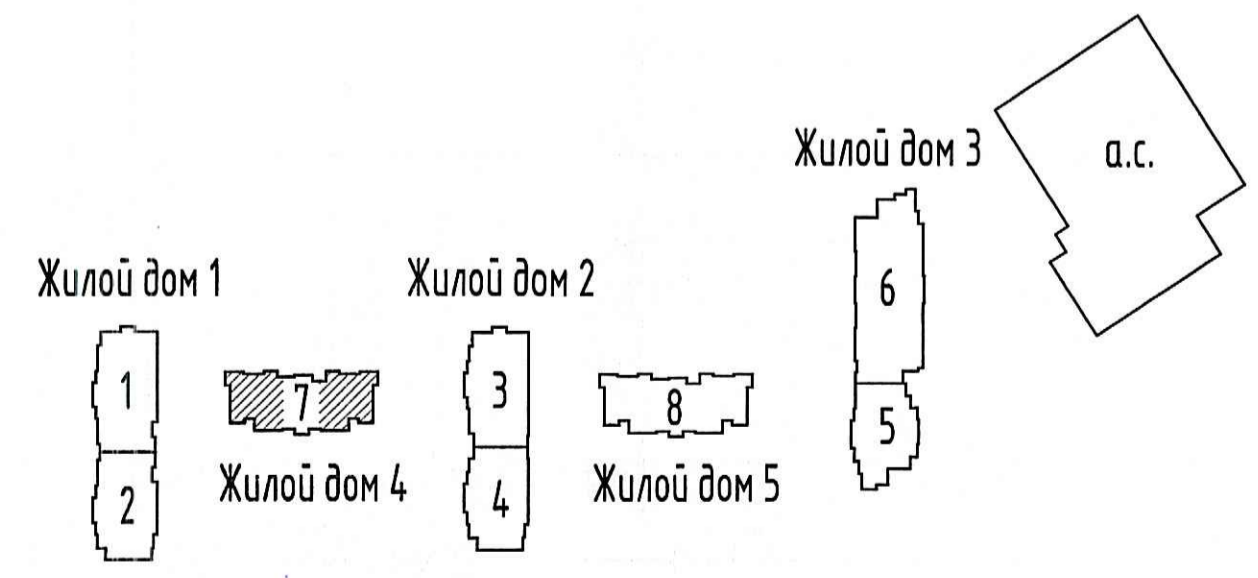 Жилой дом 3
а.с.
6
Жилой дом 1
Жилой дом 2
1
7
3
8
5
Жилой дом 4
Жилой дом 5
2
4